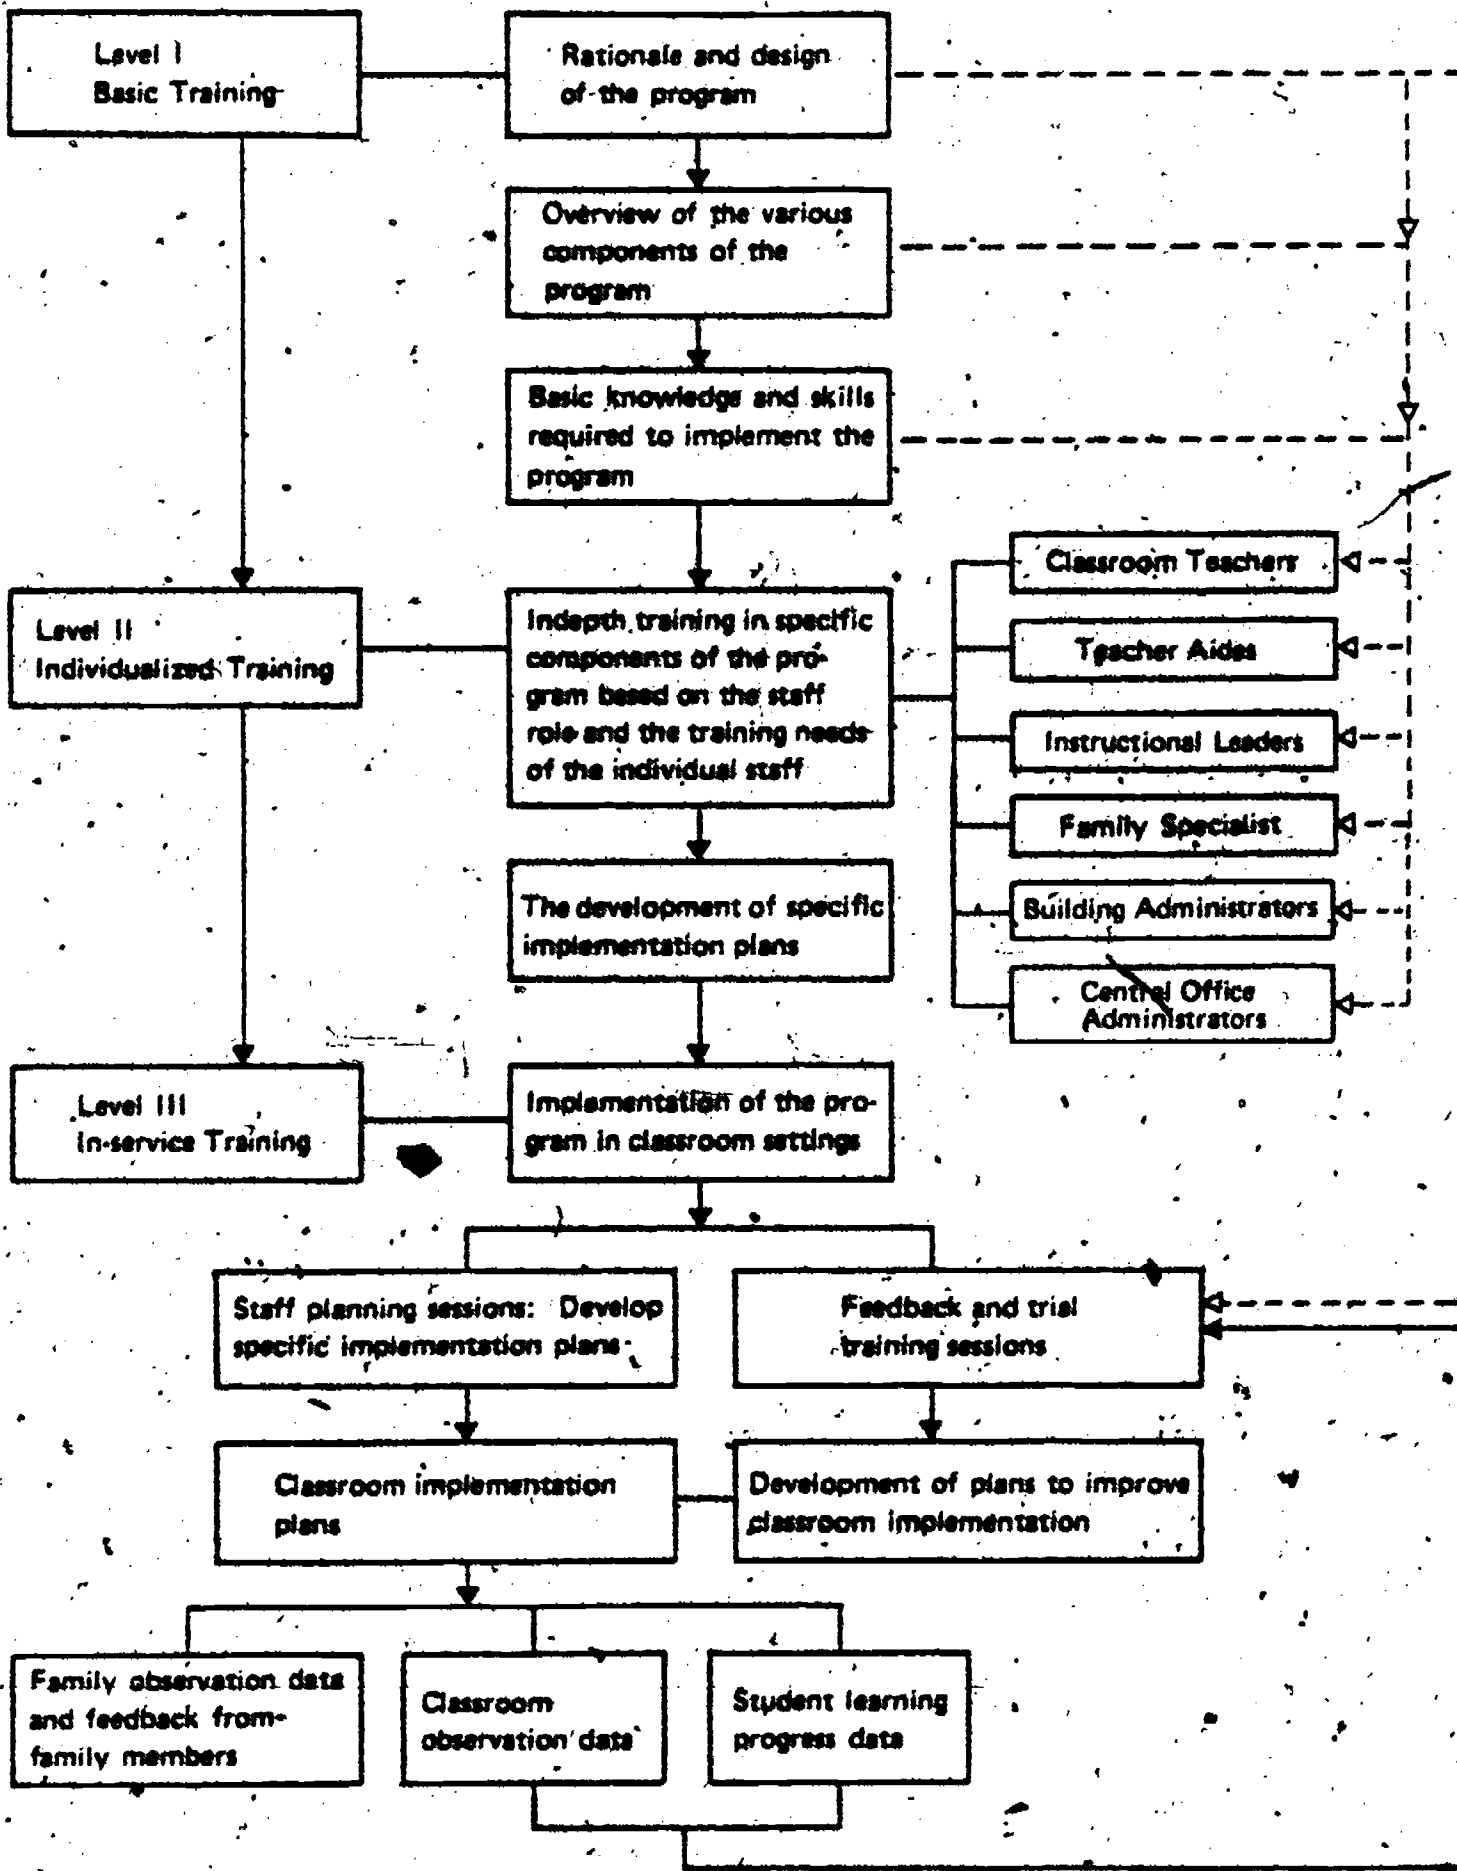 Level I
Basic Training
Rationale and design
of the program
Overview of the various
components of the
program
Basic knowledge and skills
required to implement the
program
Level II
Individualized Training
Indepth training in specific
components of the pro-
gram based on the staff
role and the training needs
of the individual staff
Classroom Teachers
Teacher Aides
Instructional Leaders
Family Specialist
Building Administrators
Central Office
Administrators
The development of specific
implementation plans
Level III
In-service Training
Implementation of the pro-
gram in classroom settings
Staff planning sessions: Develop
specific implementation plans
Feedback and trial
training sessions
Classroom implementation
plans
Development of plans to improve
classroom implementation
Family observation data
and feedback from
family members
Classroom
observation data
Student learning
progress data